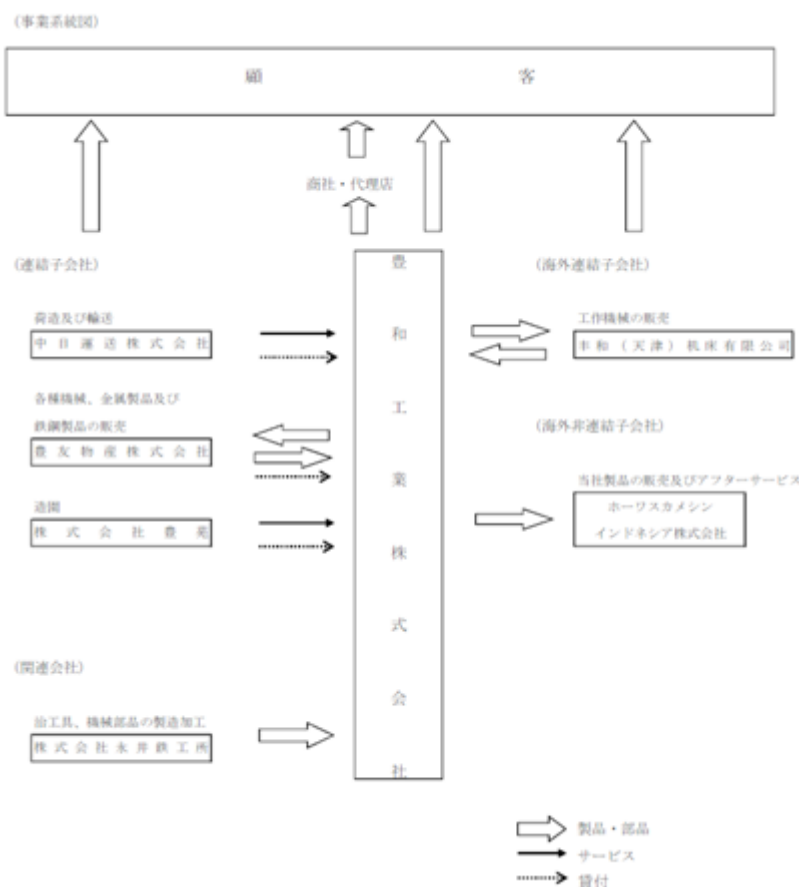 (事業系統図)
顧客
商社・代理店
(連結子会社)
荷造及び輸送
中日運送株式会社
各種機械、金属製品及び
鉄鋼製品の販売
豊友物産株式会社
造園
株式会社豊苑
(関連会社)
治工具、機械部品の製造加工
株式会社永井鉄工所
豊和工業株式会社
(海外連結子会社)
工作機械の販売
丰和(天津)机床有限公司
(海外非連結子会社)
当社製品の販売及びアフターサービス
ホーワスカメシン
インドネシア株式会社
製品・部品
サービス
貸付